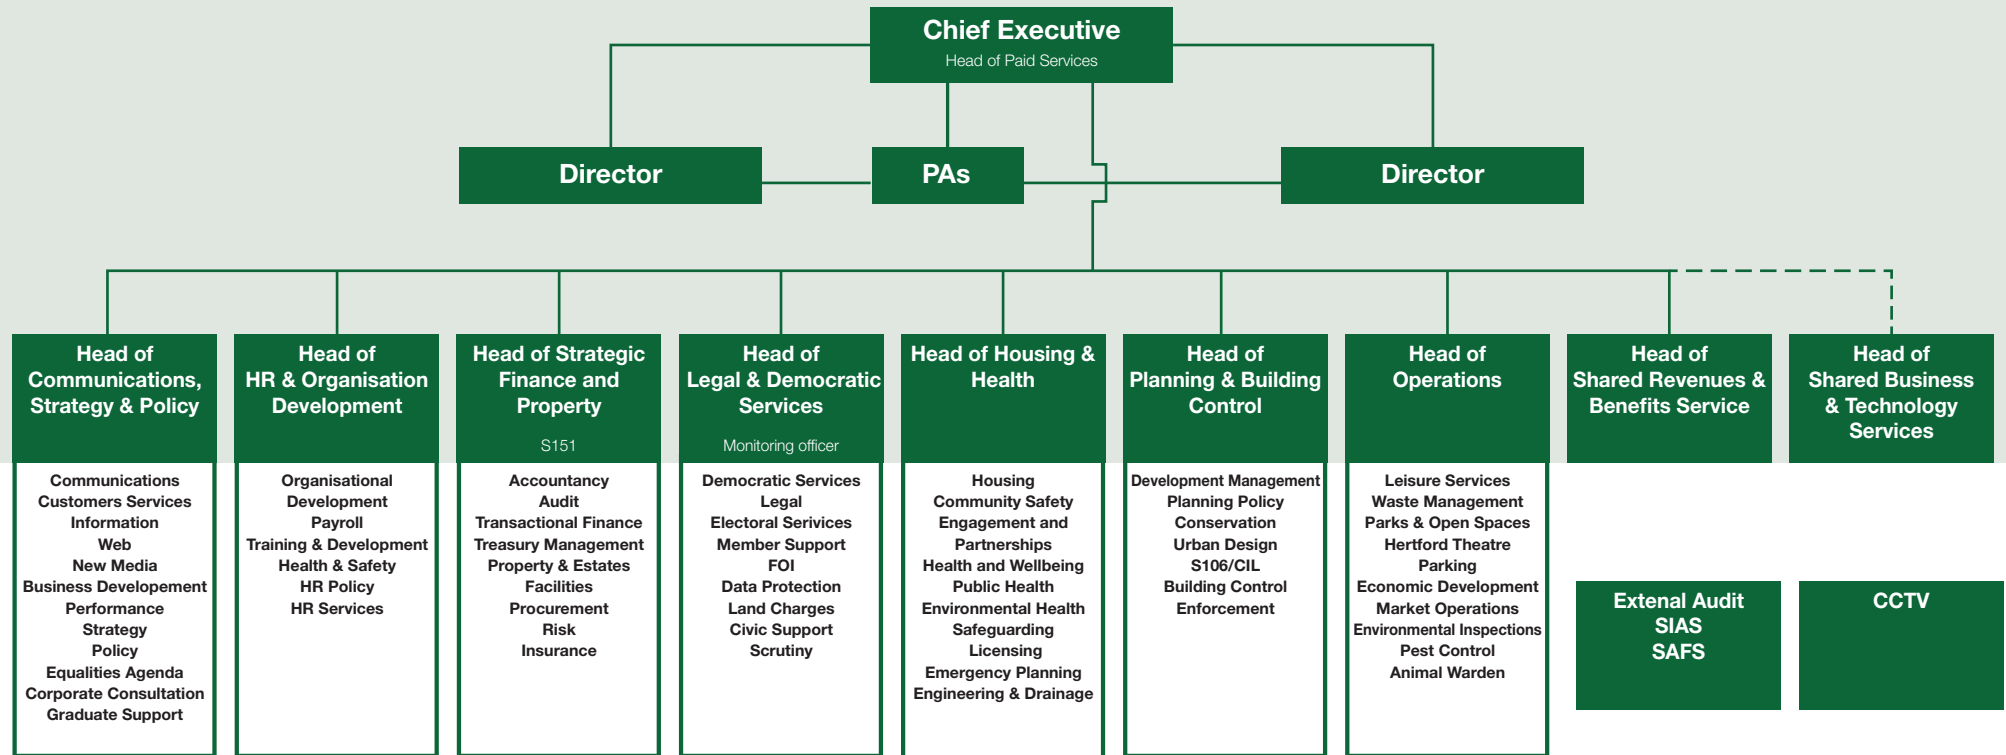 Chief Executive
Head of Paid Services
Director
PAs
Director
Head of
Communications,
Strategy & Policy
Head of
HR & Organisation
Development
Head of Strategic
Finance and
Property
S151
Head of
Legal & Democratic
Services
Monitoring officer
Head of Housing &
Health
Head of
Planning & Building
Control
Head of
Operations
Head of
Shared Revenues &
Benefits Service
Head of
Shared Business
& Technology
Services
Communications
Customers Services
Information
Web
New Media
Business Developement
Performance
Strategy
Policy
Equalities Agenda
Corporate Consultation
Graduate Support
Organisational
Development
Payroll
Training & Development
Health & Safety
HR Policy
HR Services
Accountancy
Audit
Transactional Finance
Treasury Management
Property & Estates
Facilities
Procurement
Risk
Insurance
Democratic Services
Legal
Electoral Serivices
Member Support
FOI
Data Protection
Land Charges
Civic Support
Scrutiny
Housing
Community Safety
Engagement and
Partnerships
Health and Wellbeing
Public Health
Environmental Health
Safeguarding
Licensing
Emergency Planning
Engineering & Drainage
Development Management
Planning Policy
Conservation
Urban Design
S106/CIL
Building Control
Enforcement
Leisure Services
Waste Management
Parks & Open Spaces
Hertford Theatre
Parking
Economic Development
Market Operations
Environmental Inspections
Pest Control
Animal Warden
Extenal Audit
SIAS
SAFS
CCTV